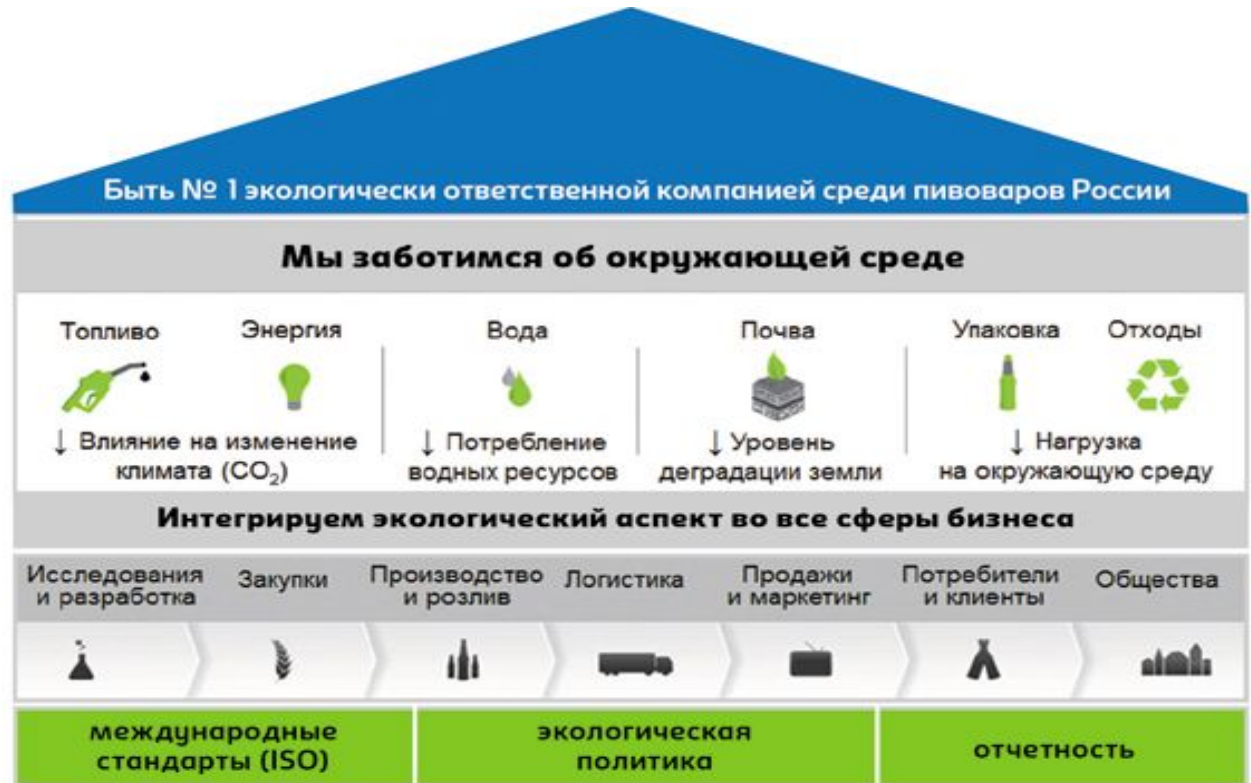 Быть № 1 экологически ответственной компанией среди пивоваров России
Мы заботимся об окружающей среде
Топливо
Энергия
Вода
Почва
Упаковка
Отходы
↓ Влияние на изменение
климата (CO₂)
↓ Потребление
водных ресурсов
↓ Уровень
деградации земли
↓ Нагрузка
на окружающую среду
Интегрируем экологический аспект во все сферы бизнеса
Исследования
и разработка
Закупки
Производство
и розлив
Логистика
Продажи
и маркетинг
Потребители
и клиенты
Общества
международные
стандарты (ISO)
экологическая
политика
отчетность